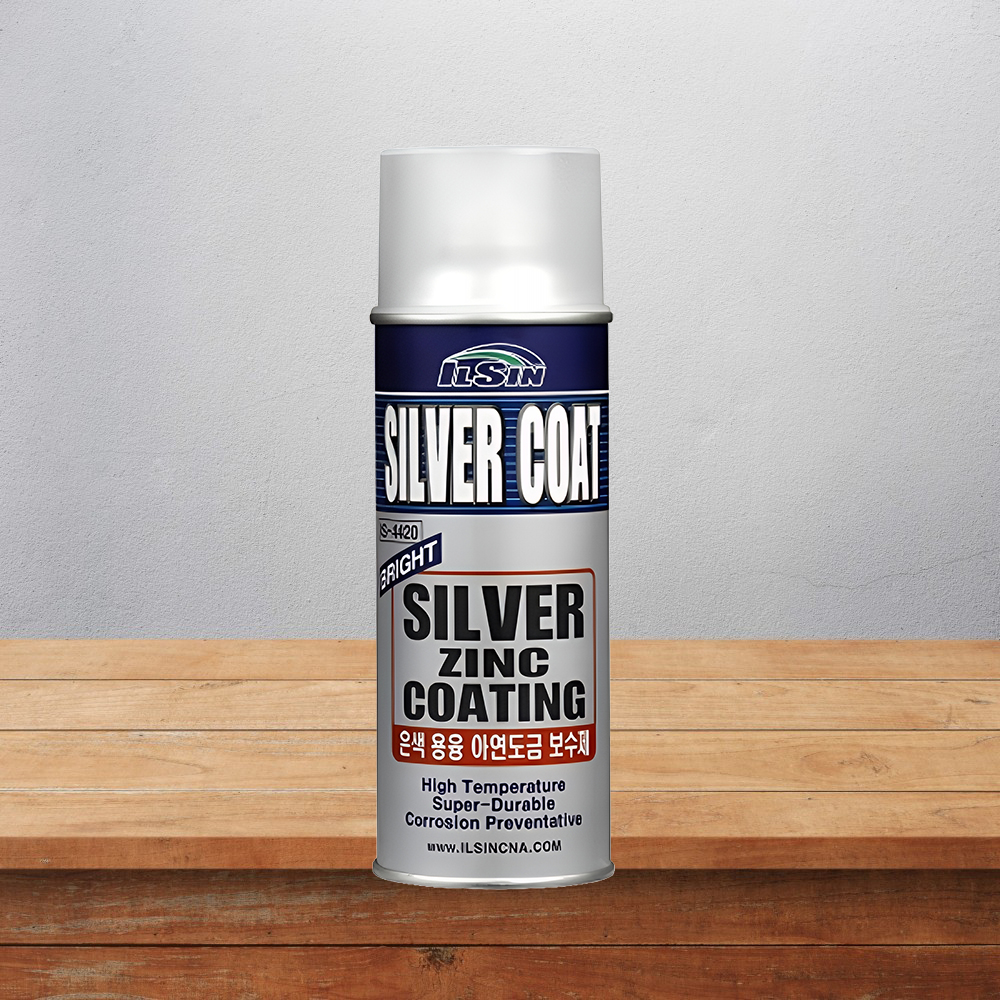 ILSIN
SILVER COAT
IS-4420
BRIGHT
SILVER
ZINC
COATING
은색 용융 아연도금 보수제
High Temperature
Super-Durable
Corrosion Preventative
www.ILSINCNA.COM